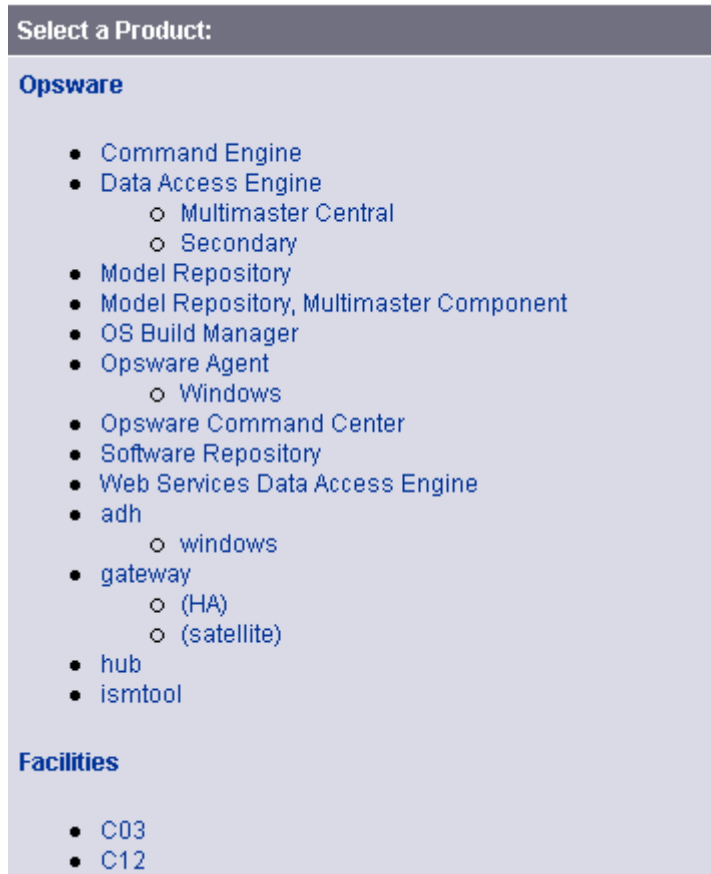 Select a Product:
Opsware
Command Engine
Data Access Engine
Multimaster Central
Secondary
Model Repository
Model Repository, Multimaster Component
OS Build Manager
Opsware Agent
Windows
Opsware Command Center
Software Repository
Web Services Data Access Engine
adh
windows
gateway
(HA)
(satellite)
hub
ismtool
Facilities
C03
C12